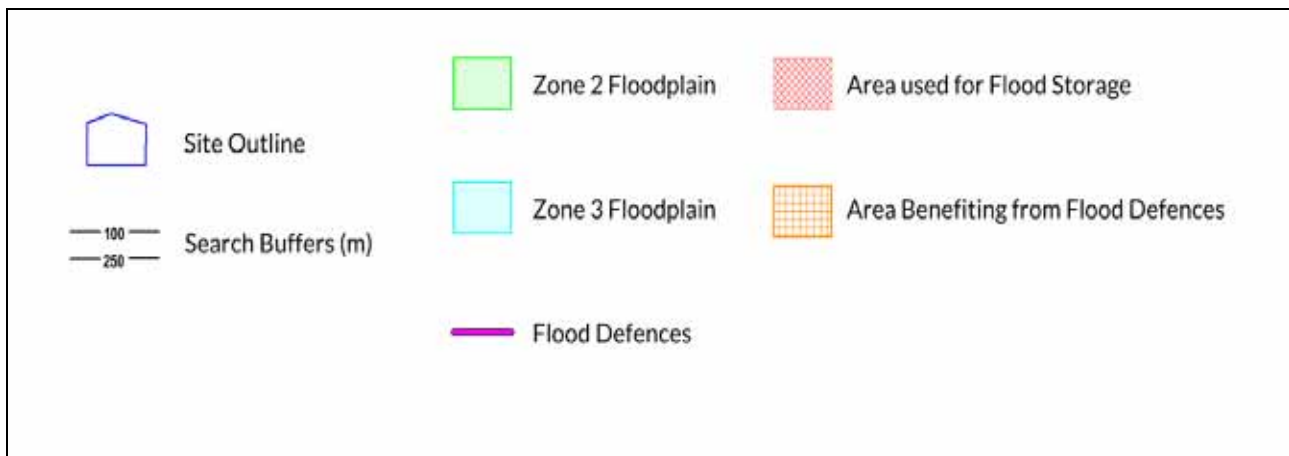 Site Outline
100
250
Search Buffers (m)
Zone 2 Floodplain
Zone 3 Floodplain
Flood Defences
Area used for Flood Storage
Area Benefiting from Flood Defences